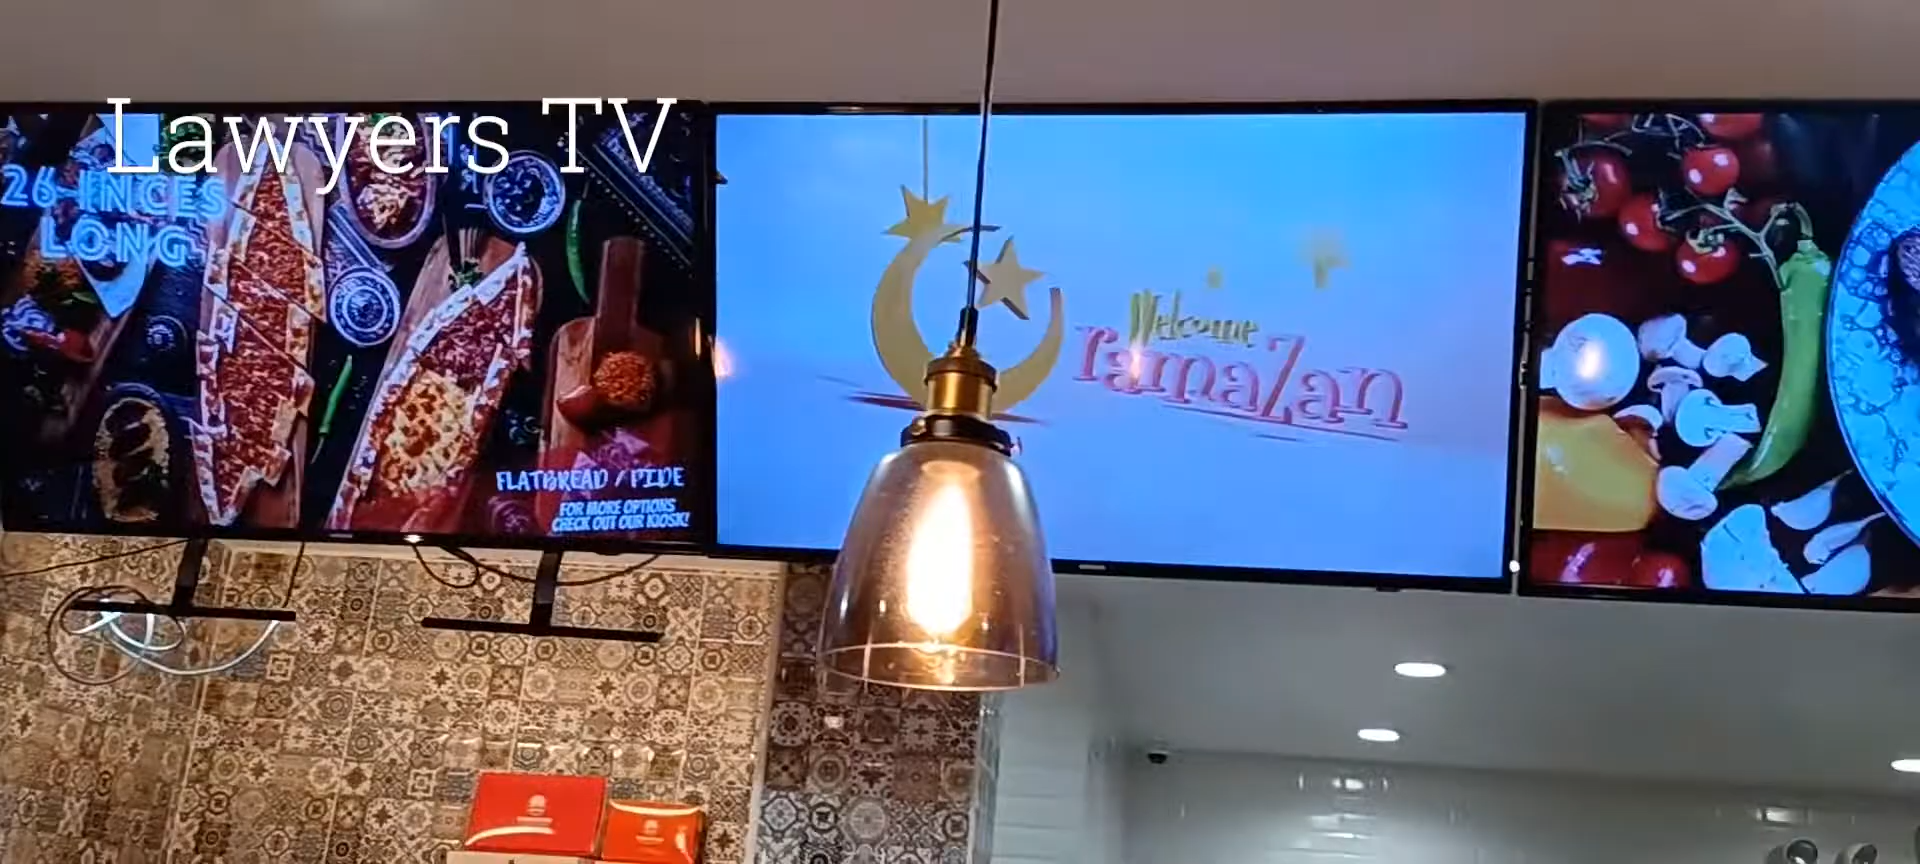 Lawyers TV
26 INCES
LONG
FLATBREAD / PIDE
FOR MORE OPTIONS
CHECK OUT OUR KIOSK!
Welcome
ramaZan